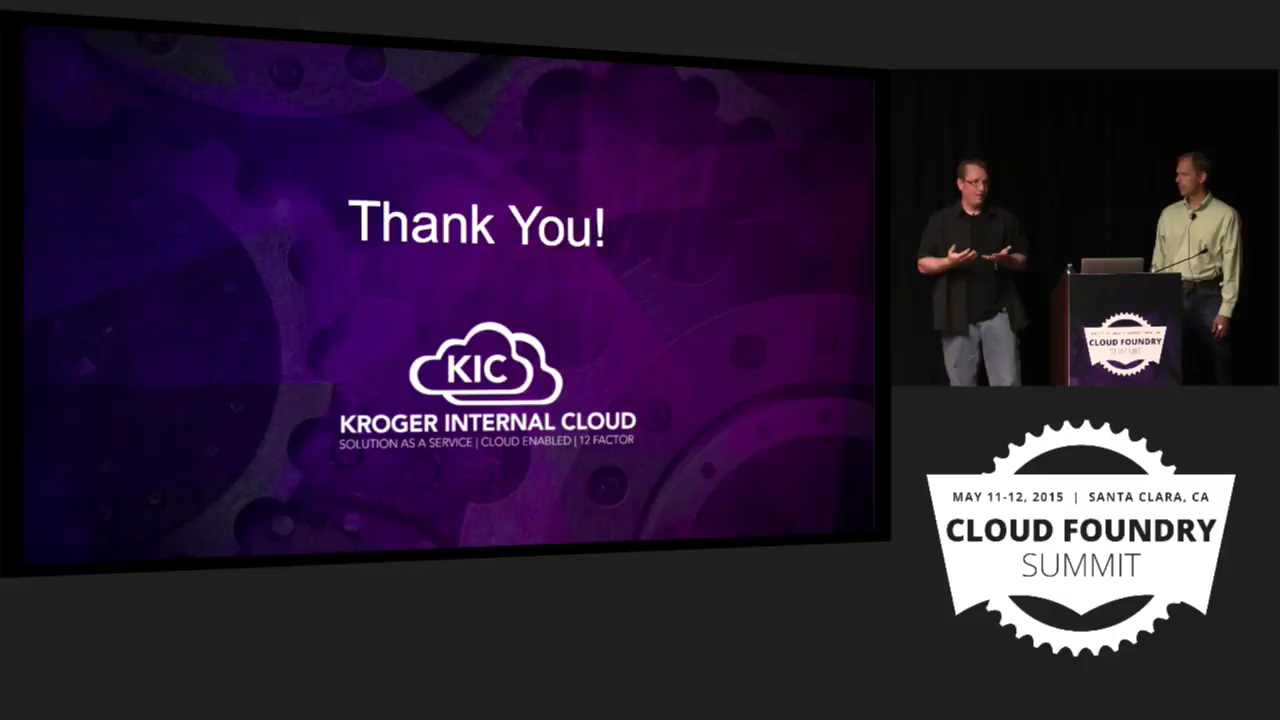 Thank You!
KIC
KROGER INTERNAL CLOUD
SOLUTION AS A SERVICE | CLOUD ENABLED | 12 FACTOR
CLOUD FOUNDRY
SUMMIT
MAY 11-12, 2015 | SANTA CLARA, CA
CLOUD FOUNDRY
SUMMIT